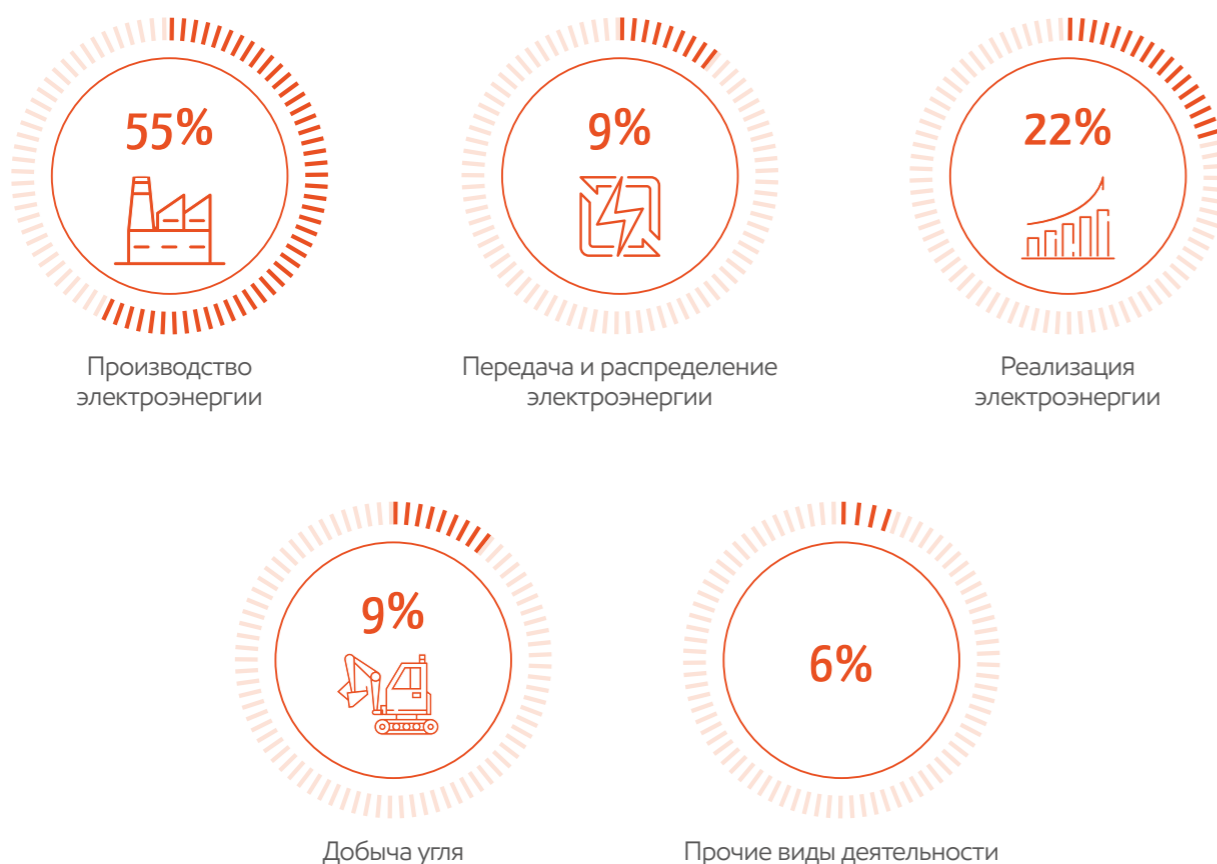 55%
9%
22%
Производство
электроэнергии
Передача и распределение
электроэнергии
Реализация
электроэнергии
9%
6%
Добыча угля
Прочие виды деятельности